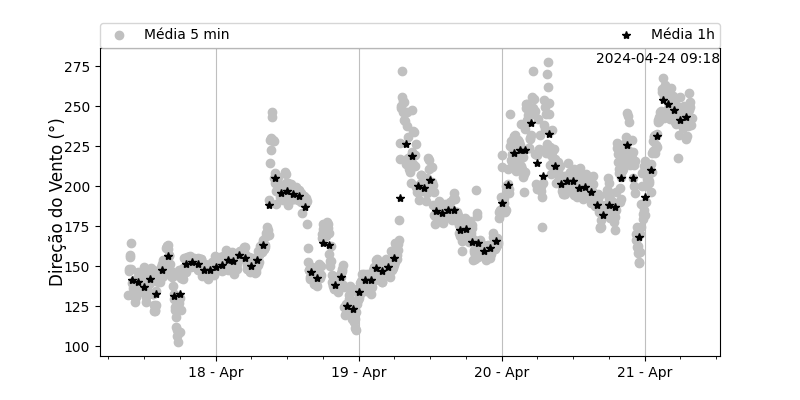 Média 5 min
Média 1h
2024-04-24 09:18
Direção do Vento (°)
275
250
225
200
175
150
125
100
18 - Apr
19 - Apr
20 - Apr
21 - Apr